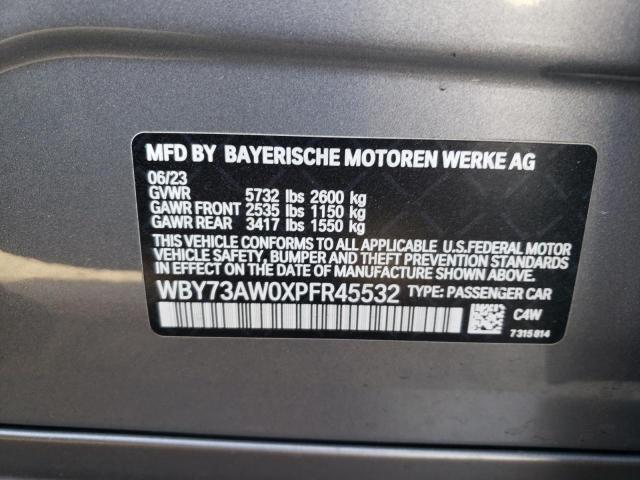 MFD BY BAYERISCHE MOTOREN WERKE AG
06/23
GVWR 5732 lbs 2600 kg
GAWR FRONT 2535 lbs 1150 kg
GAWR REAR 3417 lbs 1550 kg
THIS VEHICLE CONFORMS TO ALL APPLICABLE U.S.FEDERAL MOTOR
VEHICLE SAFETY, BUMPER AND THEFT PREVENTION STANDARDS
IN EFFECT ON THE DATE OF MANUFACTURE SHOWN ABOVE.
WBY73AW0XPFR45532 TYPE: PASSENGER CAR
C4W
7315814